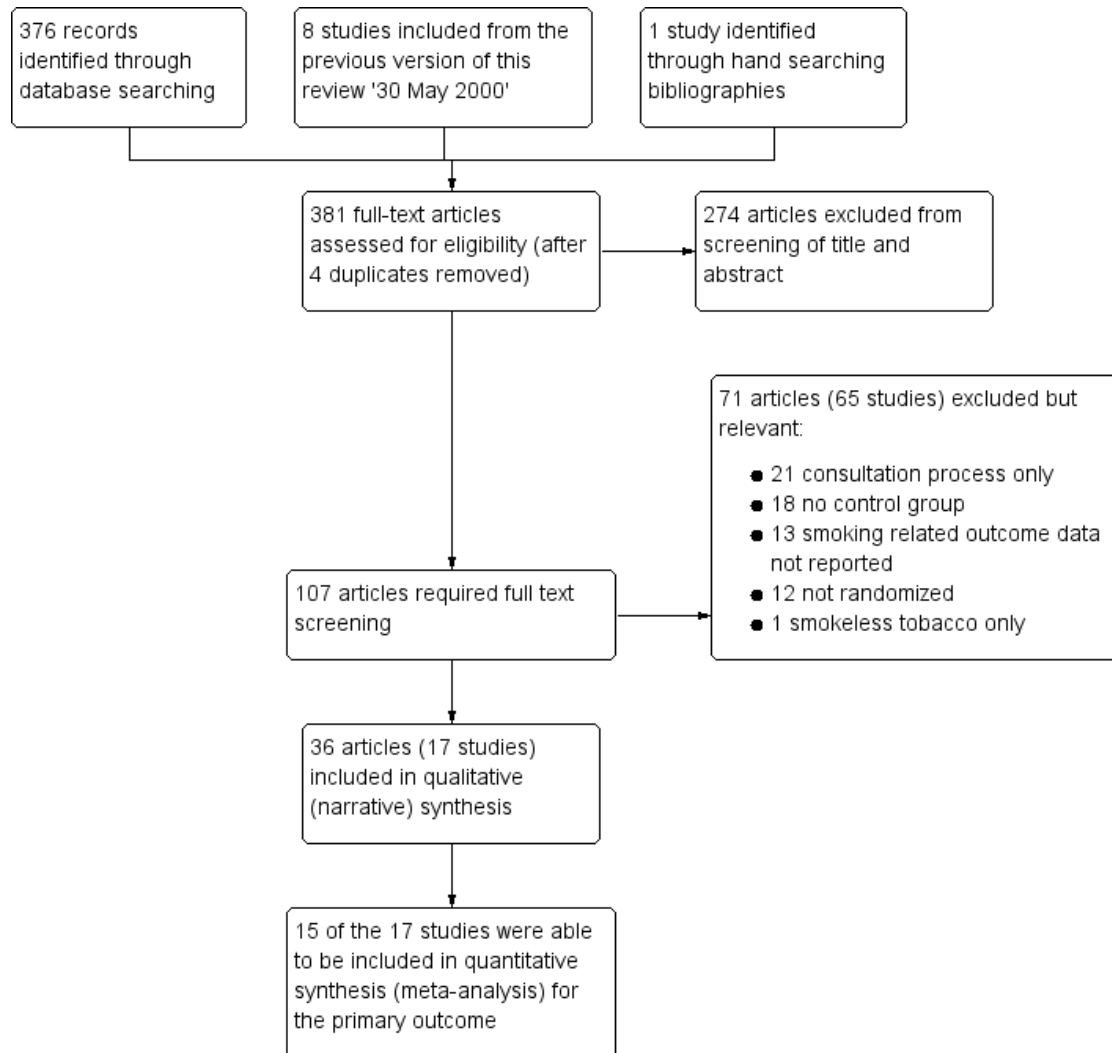 376 records
identified through
database searching
8 studies included from the
previous version of this
review '30 May 2000'
1 study identified
through hand searching
bibliographies
381 full-text articles
assessed for eligibility (after
4 duplicates removed)
274 articles excluded from
screening of title and
abstract
71 articles (65 studies) excluded but
relevant:
● 21 consultation process only
● 18 no control group
● 13 smoking related outcome data
not reported
● 12 not randomized
● 1 smokeless tobacco only
107 articles required full text
screening
36 articles (17 studies)
included in qualitative
(narrative) synthesis
15 of the 17 studies were able
to be included in quantitative
synthesis (meta-analysis) for
the primary outcome